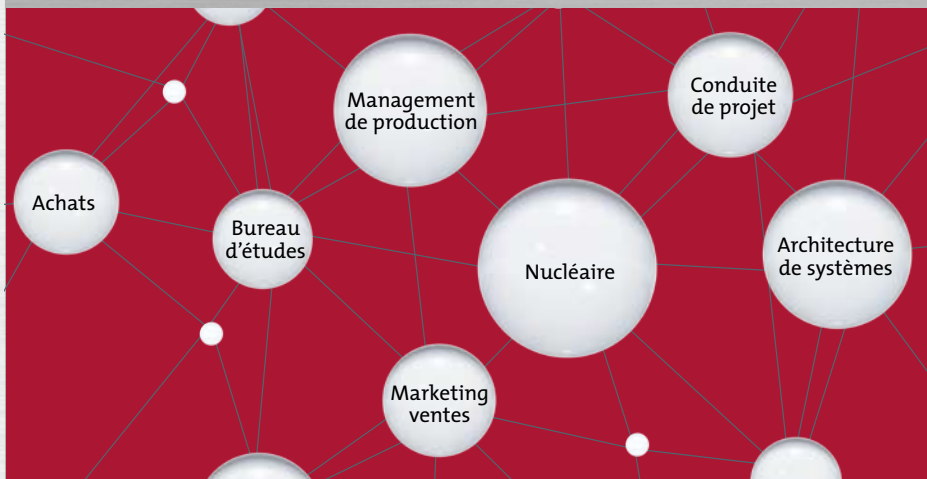 Management
de production
Conduite
de projet
Achats
Bureau
d'études
Nucléaire
Architecture
de systèmes
Marketing
ventes